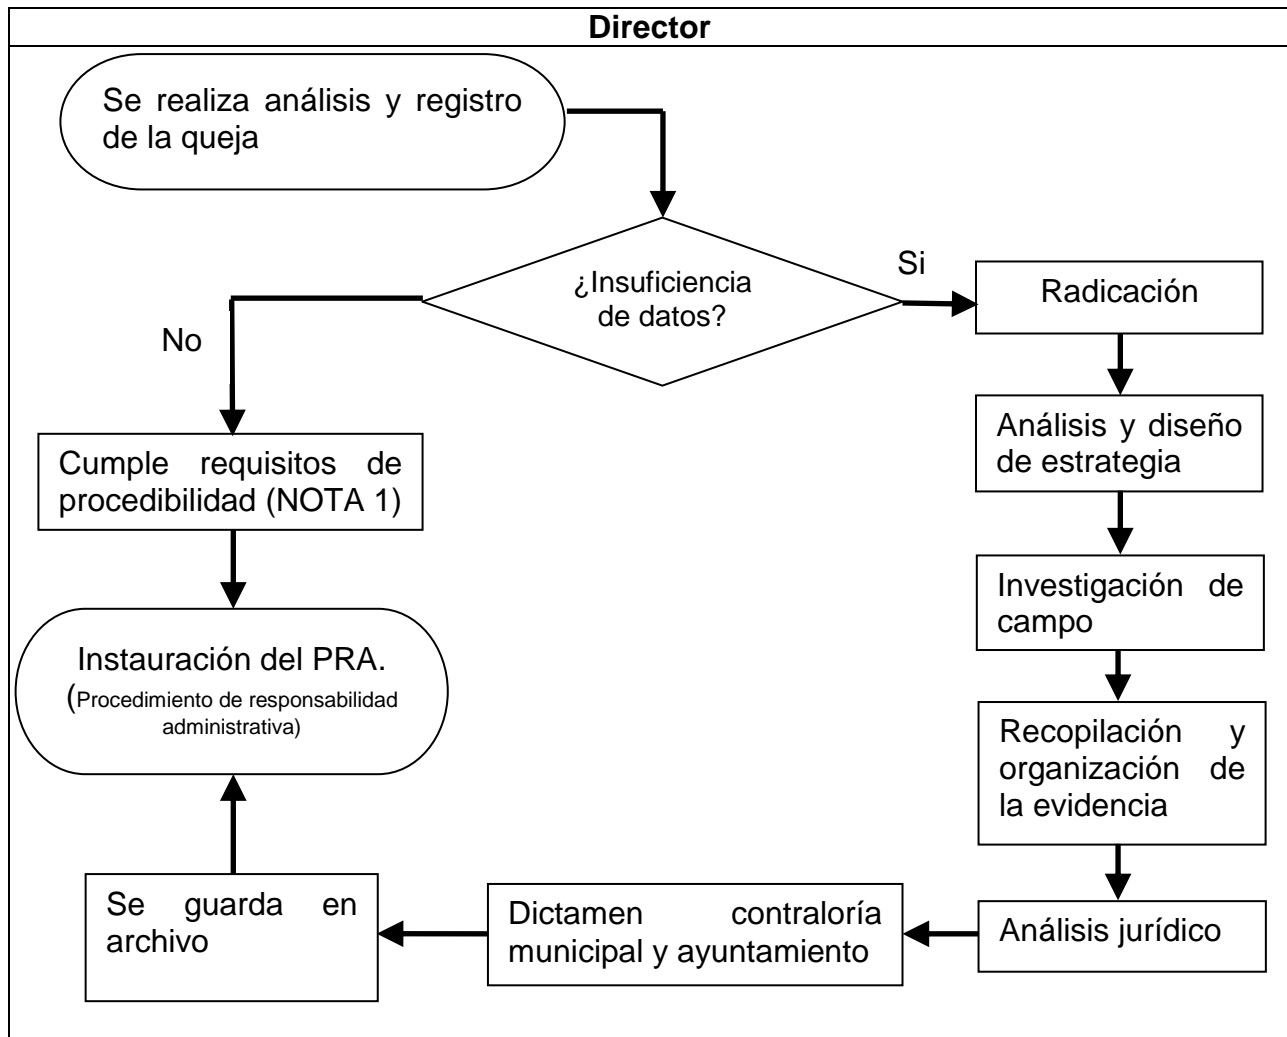 Director
Se realiza análisis y registro
de la queja
¿Insuficiencia
de datos?
Si
No
Radicación
Cumple requisitos de
procedibilidad (NOTA 1)
Análisis y diseño
de estrategia
Investigación de
campo
Instauración del PRA.
(Procedimiento de responsabilidad
administrativa)
Recopilación y
organización de
la evidencia
Se guarda en
archivo
Dictamen contraloría
municipal y ayuntamiento
Análisis jurídico